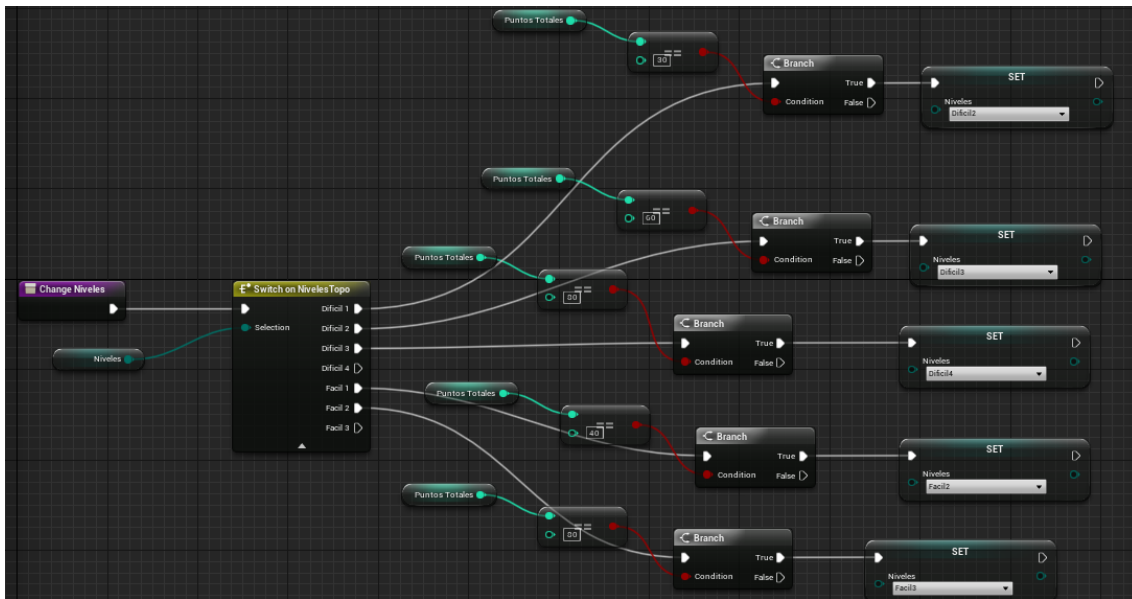 Puntos Totales
==
30
Branch
True
Condition
False
SET
Niveles
Dificil2
Puntos Totales
==
60
Branch
True
Condition
False
SET
Niveles
Dificil3
Puntos Totales
==
Change Niveles
Switch on NivelesTopo
Dificil 1
Selection
Dificil 2
Dificil 3
Dificil 4
Facil 1
Facil 2
Facil 3
Niveles
Branch
True
Condition
False
SET
Niveles
Dificil4
Puntos Totales
==
40
Branch
True
Condition
False
SET
Niveles
Facil2
Puntos Totales
==
Branch
True
Condition
False
SET
Niveles
Facil3